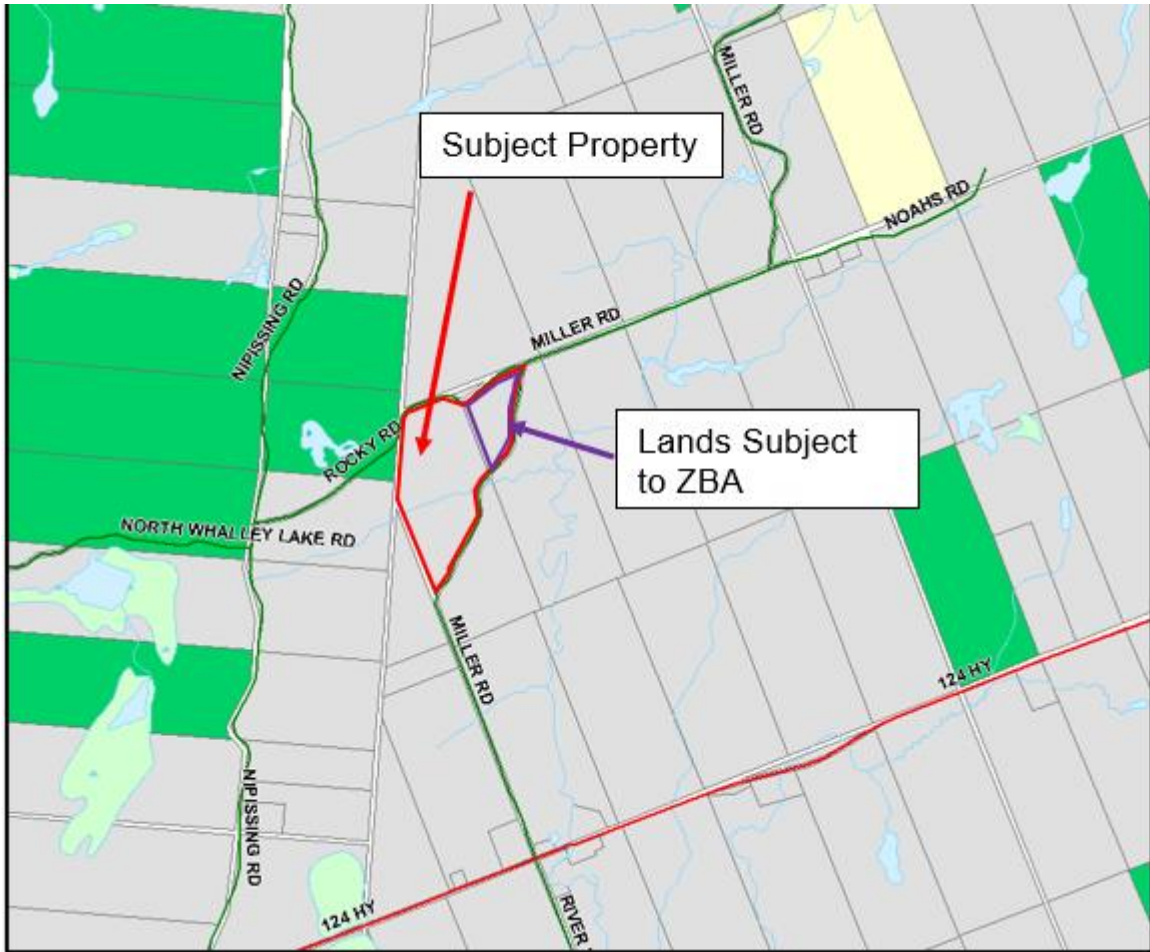 MILLER RD
Subject Property
NOAHS RD
NIPISSING RD
MILLER RD
ROCKY RD
Lands Subject
to ZBA
NORTH WHALLEY LAKE RD
MILLER RD
124 HY
NIPISSING RD
124 HY
RIVER